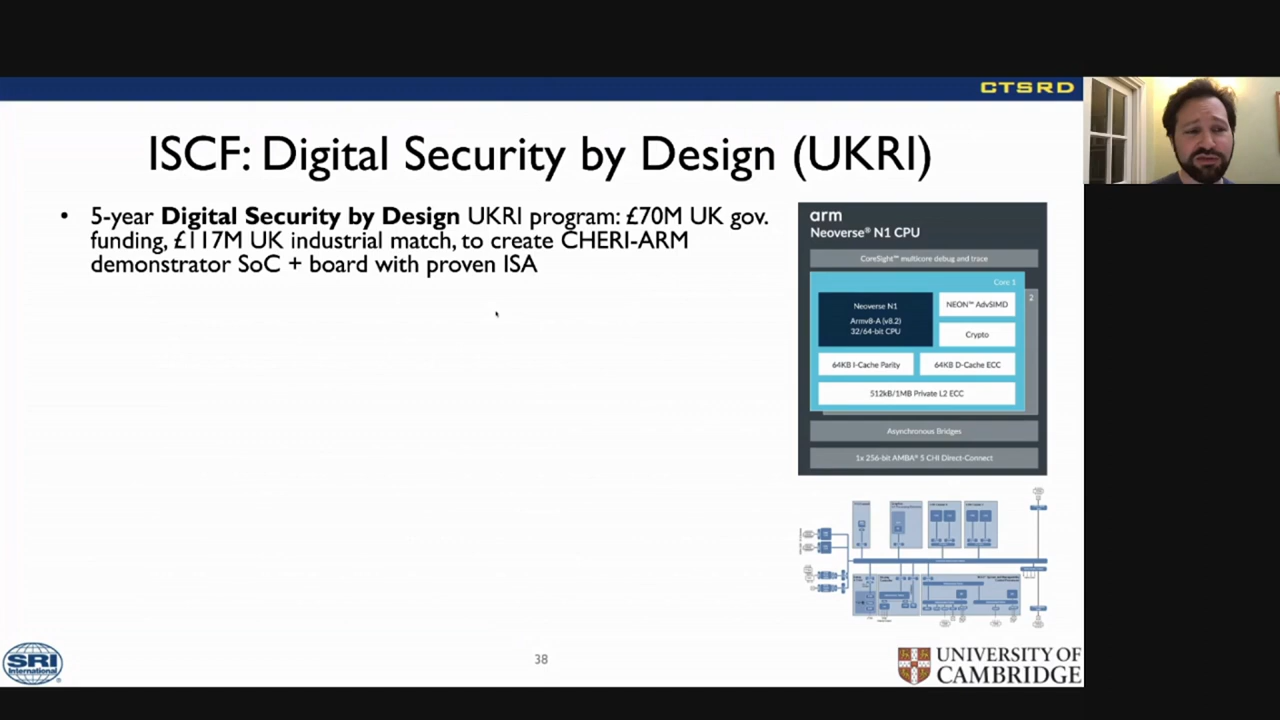 CTSRD
ISCF: Digital Security by Design (UKRI)
• 5-year Digital Security by Design UKRI program: £70M UK gov.
funding, £117M UK industrial match, to create CHERI-ARM
demonstrator SoC + board with proven ISA
arm
Neoverse® N1 CPU
CoreSight™ multicore debug and trace
Core 1
2
Neoverse N1
Armv8-A (v8.2)
32/64-bit CPU
NEON™ AdvSIMD
Crypto
64KB I-Cache Parity
64KB D-Cache ECC
512kB/1MB Private L2 ECC
Asynchronous Bridges
1x 256-bit AMBA® 5 CHI Direct-Connect
SRI
International
38
UNIVERSITY OF
CAMBRIDGE